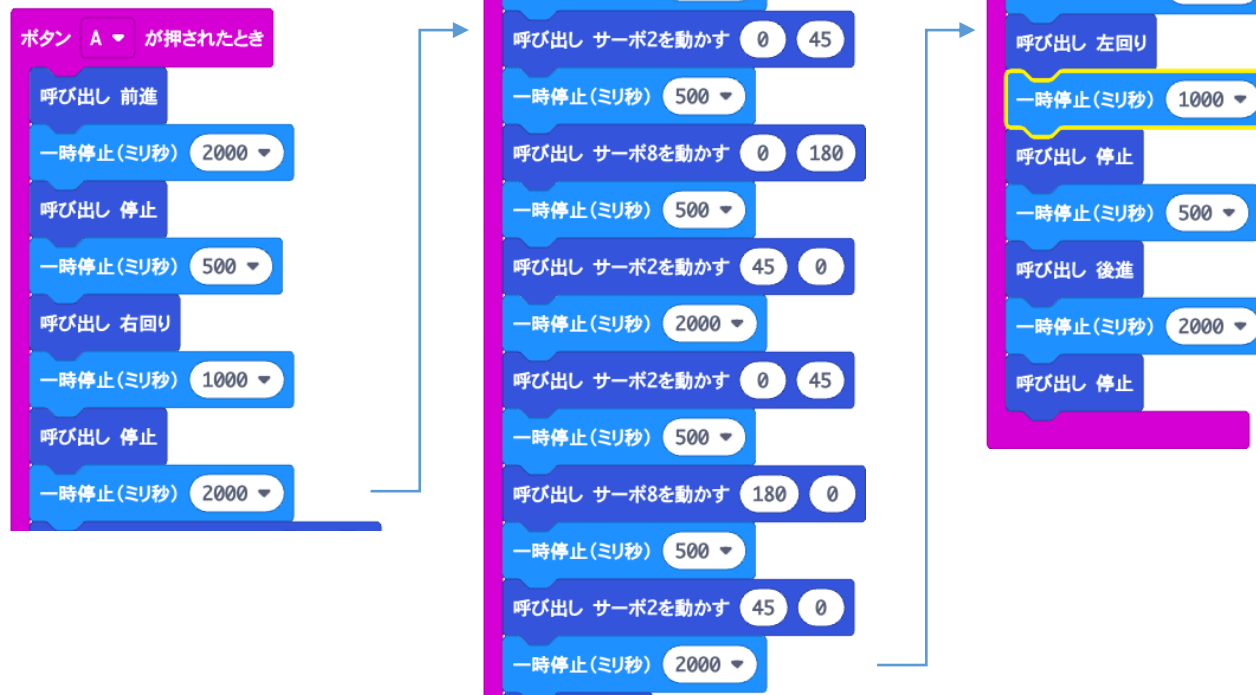 ボタン A が押されたとき
呼び出し 前進
一時停止(ミリ秒) 2000
呼び出し 停止
一時停止(ミリ秒) 500
呼び出し 右回り
一時停止(ミリ秒) 1000
呼び出し 停止
一時停止(ミリ秒) 2000
呼び出し サーボ2を動かす 0 45
一時停止(ミリ秒) 500
呼び出し サーボ8を動かす 0 180
一時停止(ミリ秒) 500
呼び出し サーボ2を動かす 45 0
一時停止(ミリ秒) 2000
呼び出し サーボ2を動かす 0 45
一時停止(ミリ秒) 500
呼び出し サーボ8を動かす 180 0
一時停止(ミリ秒) 500
呼び出し サーボ2を動かす 45 0
一時停止(ミリ秒) 2000
呼び出し 左回り
一時停止(ミリ秒) 1000
呼び出し 停止
一時停止(ミリ秒) 500
呼び出し 後進
一時停止(ミリ秒) 2000
呼び出し 停止